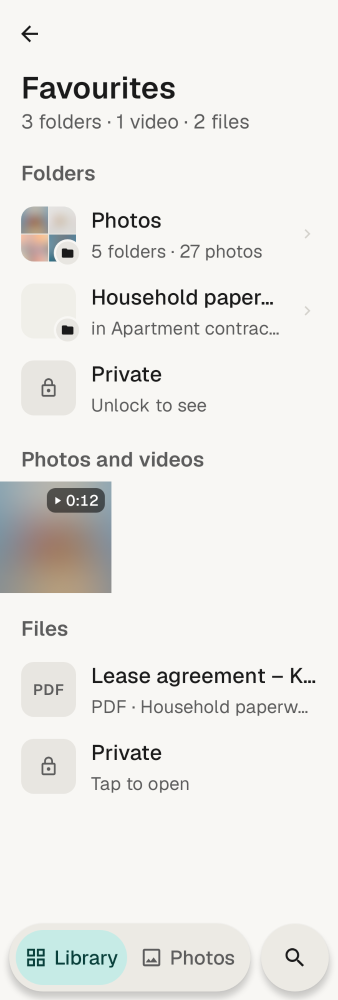 Favourites
3 folders · 1 video · 2 files
Folders
Photos
5 folders · 27 photos
Household paper…
in Apartment contrac…
Private
Unlock to see
Photos and videos
0:12
Files
PDF
Lease agreement – K…
PDF · Household paperw…
Private
Tap to open
Library
Photos